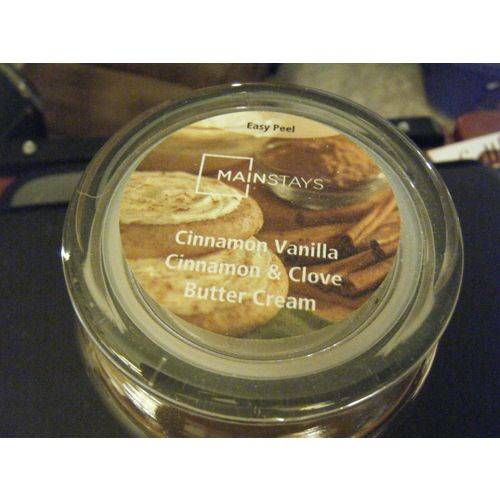 Easy Peel
MAINSTAYS
Cinnamon Vanilla
Cinnamon & Clove
Butter Cream